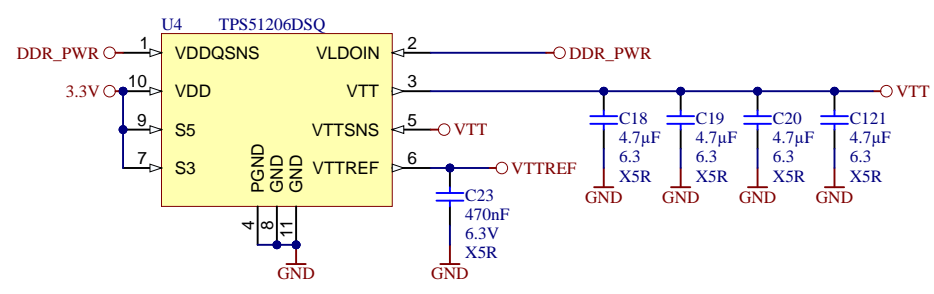 U4 TPS51206DSQ
DDR_PWR 1 VDDQSNS VLDOIN 2 DDR_PWR
3.3V 10 VDD VTT 3 VTT
9 S5 VTTSNS 5 VTT
7 S3 VTTREF 6 VTTREF
PGND GND GND
4 8 11
GND
C23
470nF
6.3V
X5R
GND
C18
4.7µF
6.3
X5R
GND
C19
4.7µF
6.3
X5R
GND
C20
4.7µF
6.3
X5R
GND
C121
4.7µF
6.3
X5R
GND